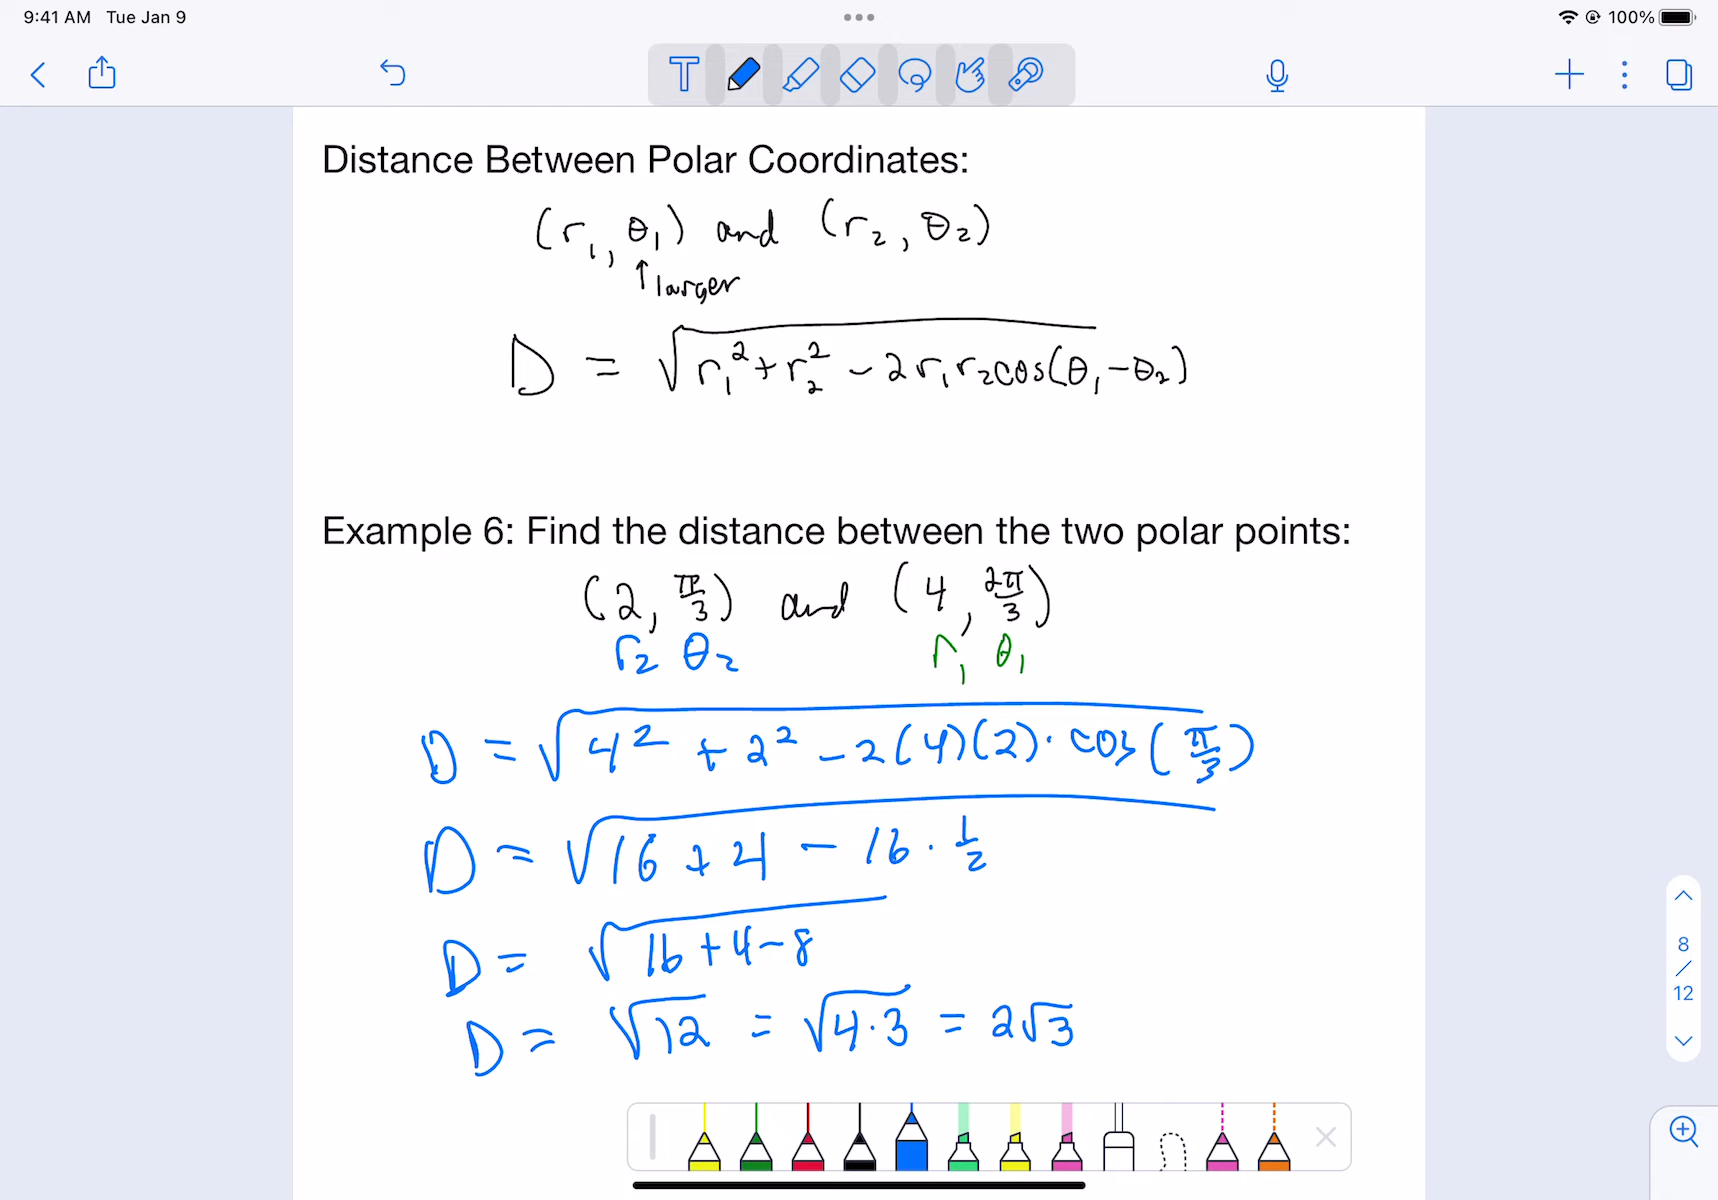 9:41 AM Tue Jan 9
100%
Distance Between Polar Coordinates:
(r₁, θ₁) and (r₂, θ₂)
↑ larger
D = √(r₁² + r₂² - 2r₁r₂cos(θ₁-θ₂))
Example 6: Find the distance between the two polar points:
(2, π/3) and (4, 2π/3)
r₂ θ₂ r₁ θ₁
D = √(4² + 2² - 2(4)(2)·cos(π/3))
D = √(16 + 4 - 16·1/2)
D = √(16+4-8)
D = √12 = √(4·3) = 2√3
8
/
12